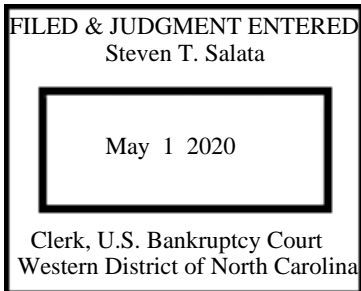 FILED & JUDGMENT ENTERED
Steven T. Salata
May 1 2020
Clerk, U.S. Bankruptcy Court
Western District of North Carolina